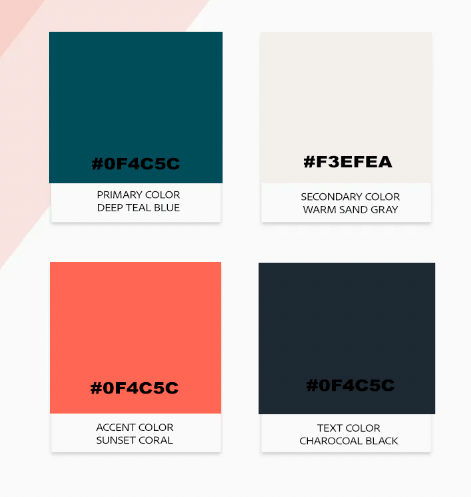 #0F4C5C
PRIMARY COLOR
DEEP TEAL BLUE
#F3EFEA
SECONDARY COLOR
WARM SAND GRAY
#0F4C5C
ACCENT COLOR
SUNSET CORAL
#0F4C5C
TEXT COLOR
CHAROCOAL BLACK